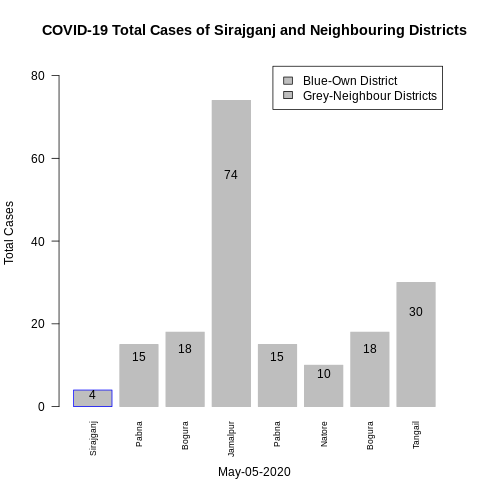 COVID-19 Total Cases of Sirajganj and Neighbouring Districts
Blue-Own District
Grey-Neighbour Districts
Total Cases
80
60
40
20
0
4
15
18
74
15
10
18
30
Sirajganj
Pabna
Bogura
Jamalpur
Pabna
Natore
Bogura
Tangail
May-05-2020